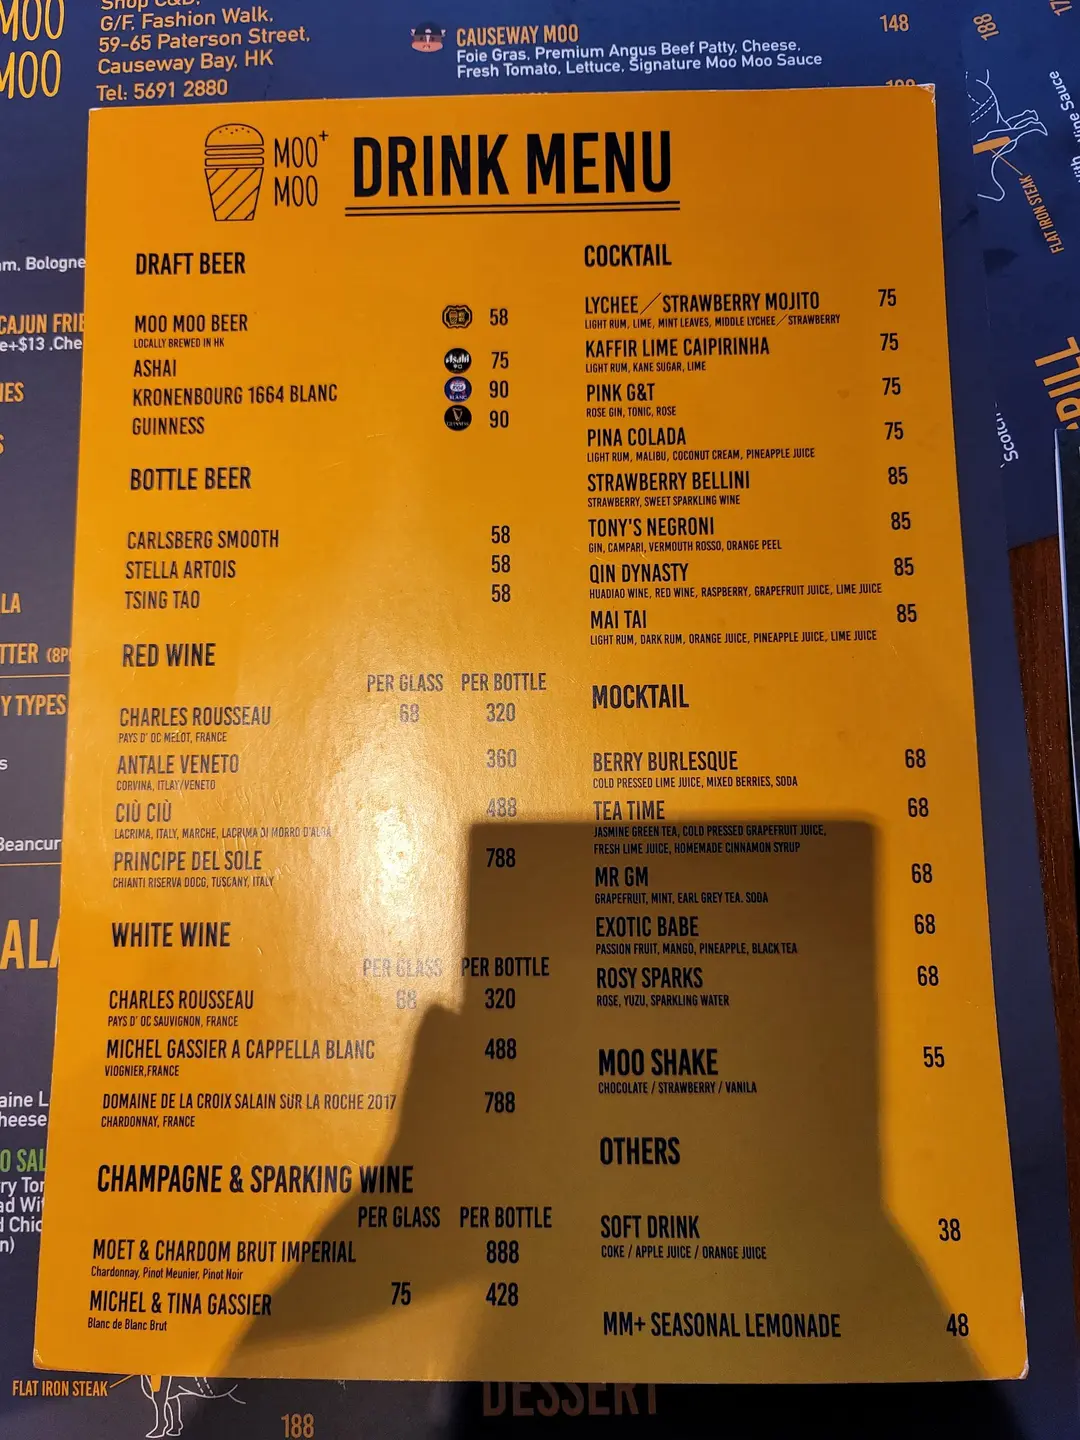 MOO
MOO
Shop C&D,
G/F, Fashion Walk,
59-65 Paterson Street,
Causeway Bay, HK
Tel: 5691 2880
CAUSEWAY MOO
148
Foie Gras, Premium Angus Beef Patty, Cheese,
Fresh Tomato, Lettuce, Signature Moo Moo Sauce
188
FLAT IRON STEAK
MOO+
MOO
DRINK MENU
DRAFT BEER
MOO MOO BEER 58
LOCALLY BREWED IN HK
ASHAI Asahi 75
KRONENBOURG 1664 BLANC 90
GUINNESS GUINNESS 90
BOTTLE BEER
CARLSBERG SMOOTH 58
STELLA ARTOIS 58
TSING TAO 58
RED WINE
PER GLASS PER BOTTLE
CHARLES ROUSSEAU 68 320
PAYS D' OC MELOT, FRANCE
ANTALE VENETO 360
CORVINA, ITLAY/VENETO
CIÙ CIÙ 488
LACRIMA, ITALY, MARCHE, LACRIMA DI MORRO D'ALBA
PRINCIPE DEL SOLE 788
CHIANTI RISERVA DOCG, TUSCANY, ITALY
WHITE WINE
PER GLASS PER BOTTLE
CHARLES ROUSSEAU 68 320
PAYS D' OC SAUVIGNON, FRANCE
MICHEL GASSIER A CAPPELLA BLANC 488
VIOGNIER,FRANCE
DOMAINE DE LA CROIX SALAIN SUR LA ROCHE 2017 788
CHARDONNAY, FRANCE
CHAMPAGNE & SPARKING WINE
PER GLASS PER BOTTLE
MOET & CHARDOM BRUT IMPERIAL 888
Chardonnay, Pinot Meunier, Pinot Noir
MICHEL & TINA GASSIER 75 428
Blanc de Blanc Brut
COCKTAIL
LYCHEE／STRAWBERRY MOJITO 75
LIGHT RUM, LIME, MINT LEAVES, MIDDLE LYCHEE／STRAWBERRY
KAFFIR LIME CAIPIRINHA 75
LIGHT RUM, KANE SUGAR, LIME
PINK G&T 75
ROSE GIN, TONIC, ROSE
PINA COLADA 75
LIGHT RUM, MALIBU, COCONUT CREAM, PINEAPPLE JUICE
STRAWBERRY BELLINI 85
STRAWBERRY, SWEET SPARKLING WINE
TONY'S NEGRONI 85
GIN, CAMPARI, VERMOUTH ROSSO, ORANGE PEEL
QIN DYNASTY 85
HUADIAO WINE, RED WINE, RASPBERRY, GRAPEFRUIT JUICE, LIME JUICE
MAI TAI 85
LIGHT RUM, DARK RUM, ORANGE JUICE, PINEAPPLE JUICE, LIME JUICE
MOCKTAIL
BERRY BURLESQUE 68
COLD PRESSED LIME JUICE, MIXED BERRIES, SODA
TEA TIME 68
JASMINE GREEN TEA, COLD PRESSED GRAPEFRUIT JUICE,
FRESH LIME JUICE, HOMEMADE CINNAMON SYRUP
MR GM 68
GRAPEFRUIT, MINT, EARL GREY TEA, SODA
EXOTIC BABE 68
PASSION FRUIT, MANGO, PINEAPPLE, BLACK TEA
ROSY SPARKS 68
ROSE, YUZU, SPARKLING WATER
MOO SHAKE 55
CHOCOLATE / STRAWBERRY / VANILA
OTHERS
SOFT DRINK 38
COKE / APPLE JUICE / ORANGE JUICE
MM+ SEASONAL LEMONADE 48
CAJUN
Y TYPES
FLAT IRON STEAK
188
DESSERT